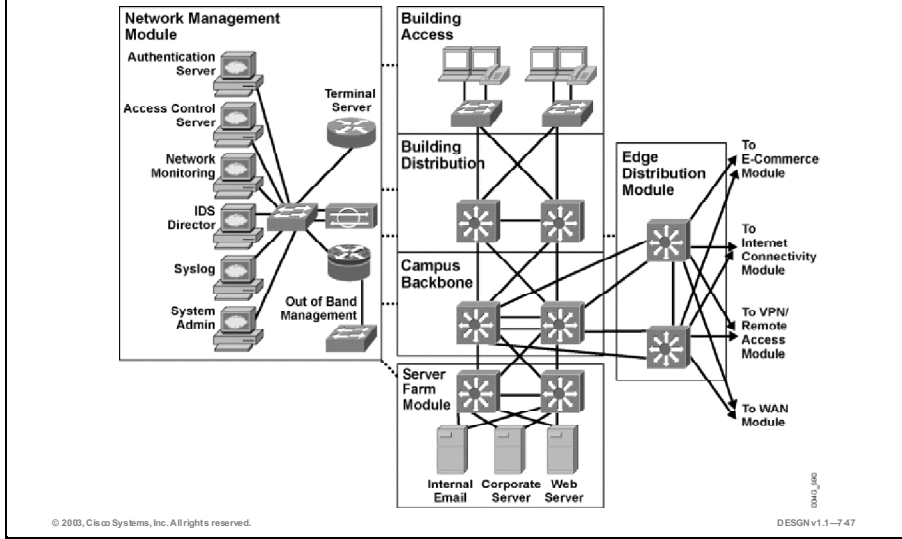 Network Management
Module
Authentication
Server
Access Control
Server
Network
Monitoring
IDS
Director
Syslog
System
Admin
Terminal
Server
Out of Band
Management
Building
Access
Building
Distribution
Campus
Backbone
Server
Farm
Module
Internal
Email
Corporate
Server
Web
Server
Edge
Distribution
Module
To
E-Commerce
Module
To
Internet
Connectivity
Module
To VPN/
Remote
Access
Module
To WAN
Module
© 2003, Cisco Systems, Inc. All rights reserved.
DESGN v1.1—7-47